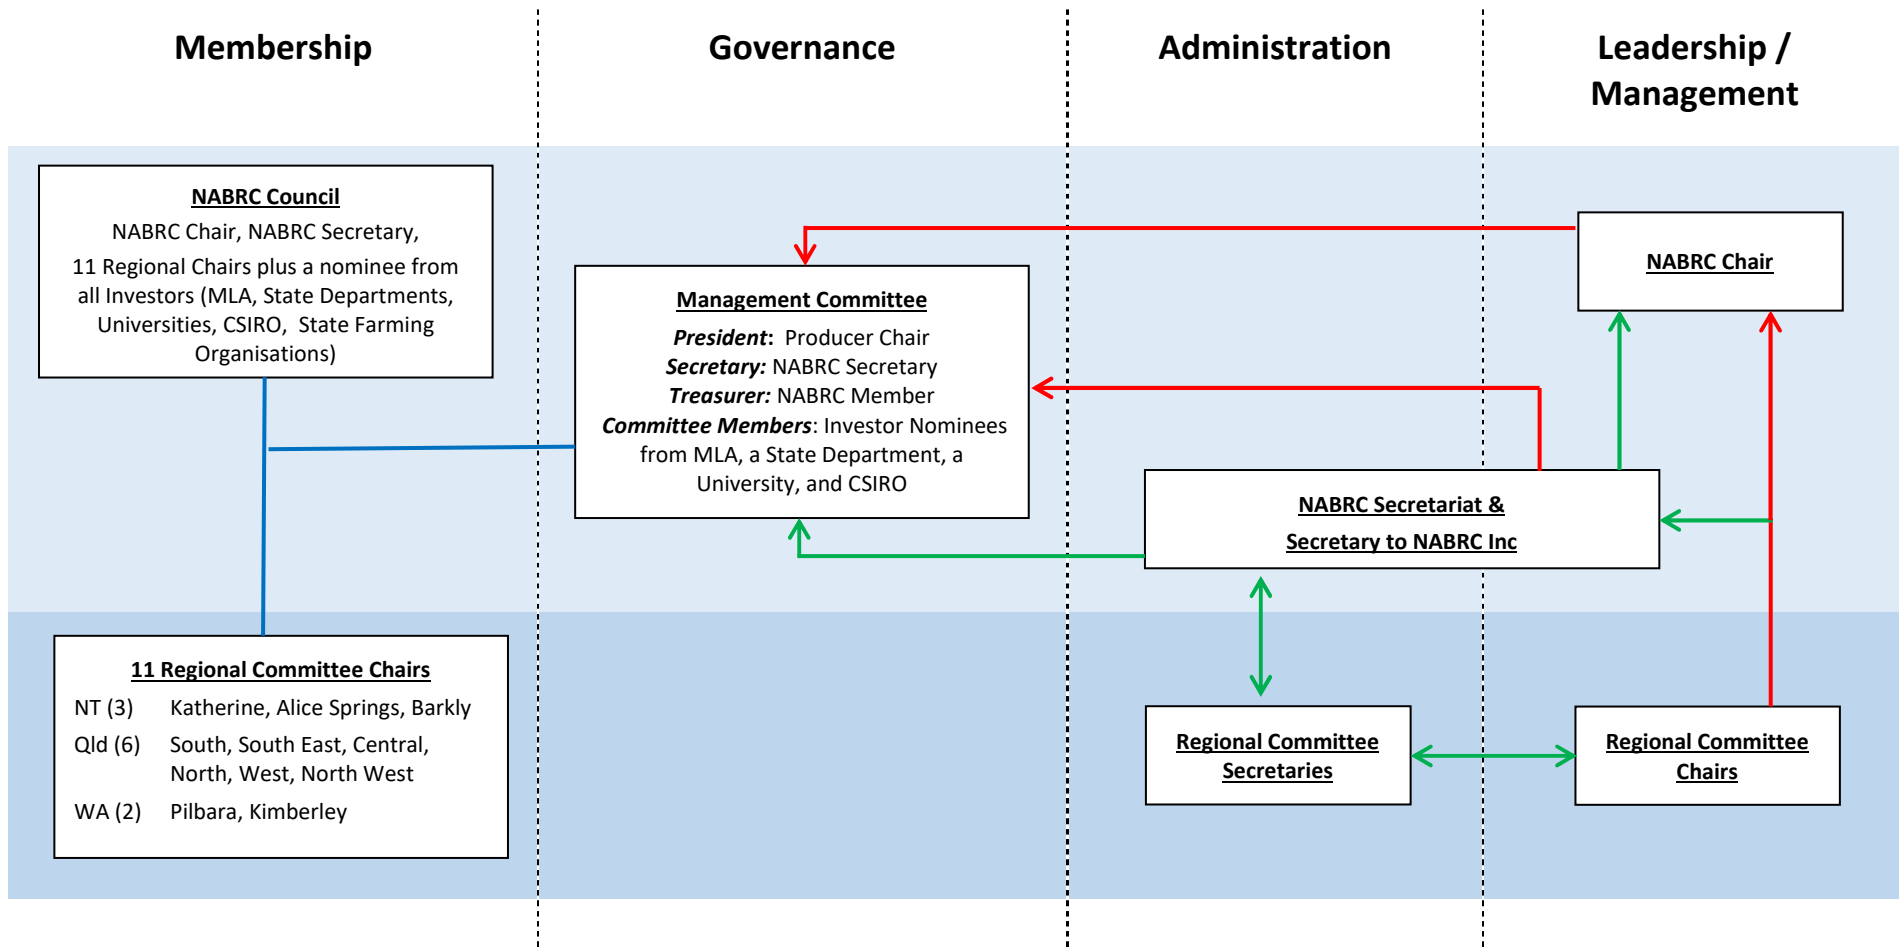 Membership
Governance
Administration
Leadership /
Management
NABRC Council
NABRC Chair, NABRC Secretary,
11 Regional Chairs plus a nominee from
all Investors (MLA, State Departments,
Universities, CSIRO, State Farming
Organisations)
Management Committee
President: Producer Chair
Secretary: NABRC Secretary
Treasurer: NABRC Member
Committee Members: Investor Nominees
from MLA, a State Department, a
University, and CSIRO
NABRC Chair
NABRC Secretariat &
Secretary to NABRC Inc
11 Regional Committee Chairs
NT (3) Katherine, Alice Springs, Barkly
Qld (6) South, South East, Central,
North, West, North West
WA (2) Pilbara, Kimberley
Regional Committee
Secretaries
Regional Committee
Chairs